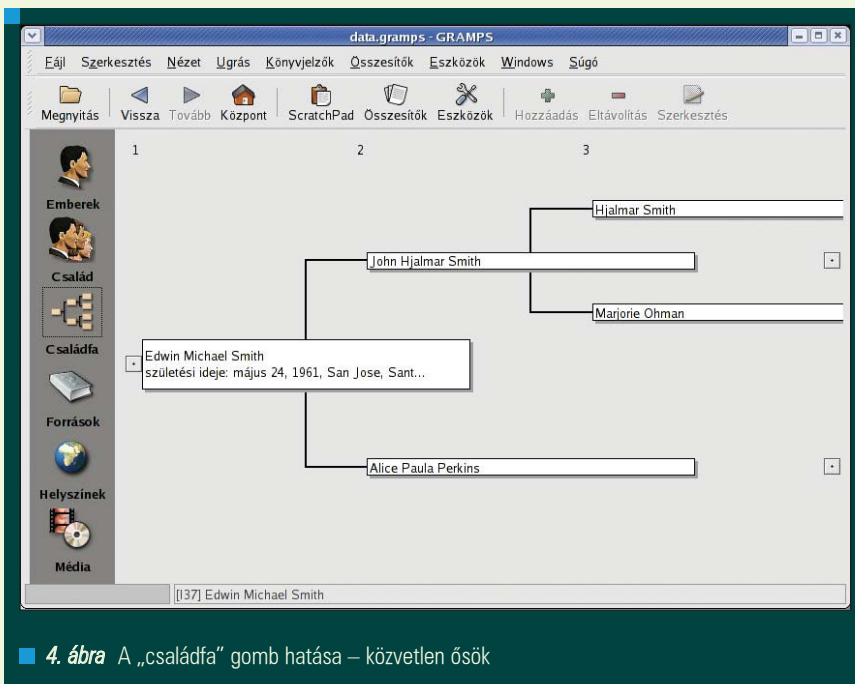 data.gramps - GRAMPS
Fájl Szerkesztés Nézet Ugrás Könyvjelzők Összesítők Eszközök Windows Súgó
Megnyitás Vissza Tovább Központ ScratchPad Összesítők Eszközök Hozzáadás Eltávolítás Szerkesztés
1 2 3
Emberek
Család
Családfa
Források
Helyszínek
Média
Hjalmar Smith
John Hjalmar Smith
Marjorie Ohman
Edwin Michael Smith
születési ideje: május 24, 1961, San Jose, Sant...
Alice Paula Perkins
[I37] Edwin Michael Smith
4. ábra A „családfa” gomb hatása – közvetlen ősök